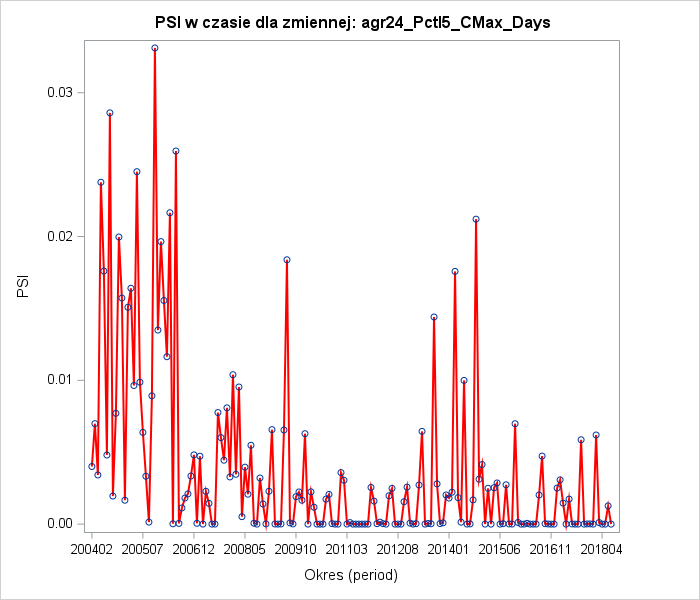 PSI w czasie dla zmiennej: agr24_Pctl5_CMax_Days
0.03
0.02
0.01
0.00
PSI
200402 200507 200612 200805 200910 201103 201208 201401 201506 201611 201804
Okres (period)